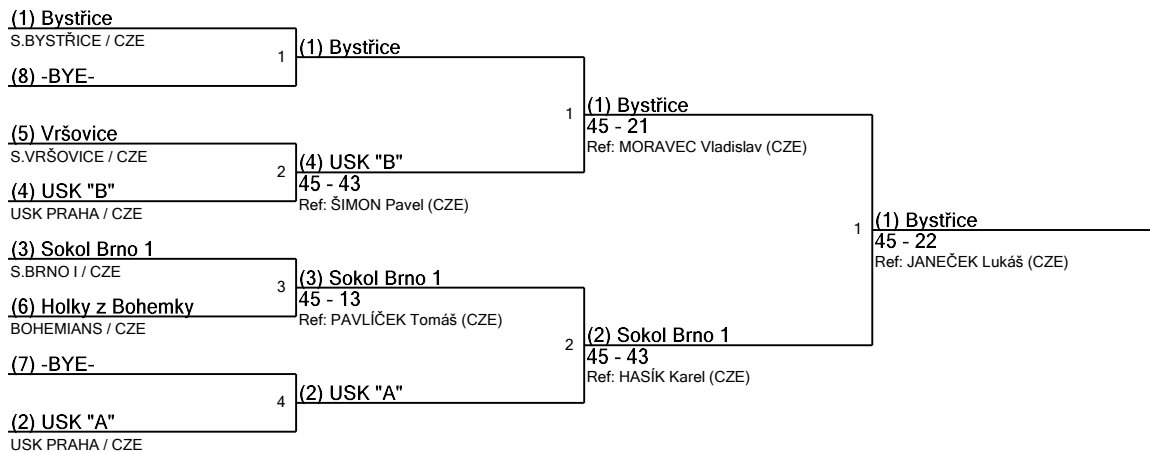 (1) Bystřice
S.BYSTŘICE / CZE
1
(1) Bystřice
(8) -BYE-
1
(1) Bystřice
45 - 21
Ref: MORAVEC Vladislav (CZE)
(5) Vršovice
S.VRŠOVICE / CZE
2
(4) USK "B"
45 - 43
Ref: ŠIMON Pavel (CZE)
(4) USK "B"
USK PRAHA / CZE
1
(1) Bystřice
45 - 22
Ref: JANEČEK Lukáš (CZE)
(3) Sokol Brno 1
S.BRNO I / CZE
3
(3) Sokol Brno 1
45 - 13
Ref: PAVLÍČEK Tomáš (CZE)
(6) Holky z Bohemky
BOHEMIANS / CZE
2
(2) Sokol Brno 1
45 - 43
Ref: HASÍK Karel (CZE)
(7) -BYE-
4
(2) USK "A"
(2) USK "A"
USK PRAHA / CZE